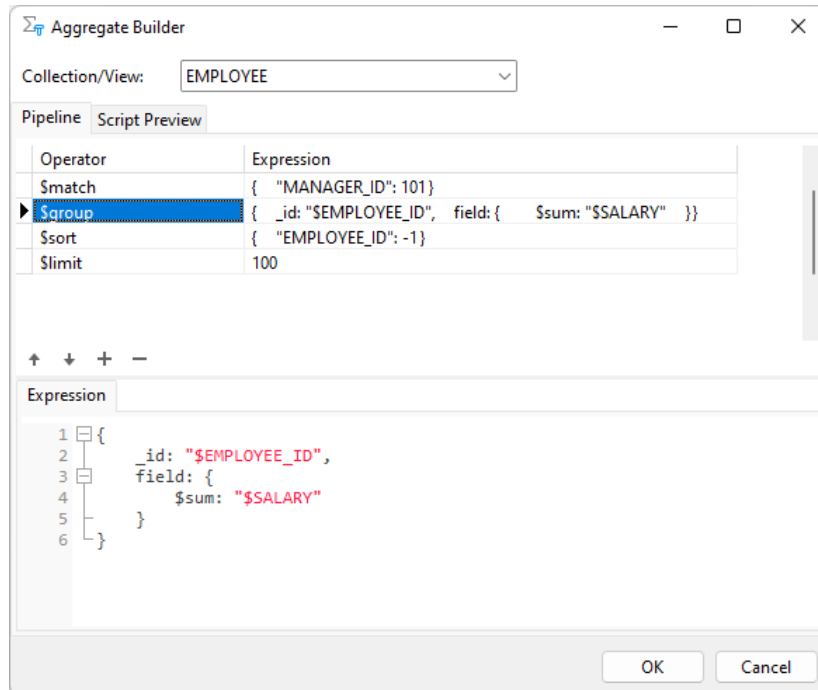 Aggregate Builder
Collection/View: EMPLOYEE
Pipeline Script Preview
Operator Expression
$match { "MANAGER_ID": 101}
$group { _id: "$EMPLOYEE_ID", field: { $sum: "$SALARY" }}
$sort { "EMPLOYEE_ID": -1}
$limit 100
Expression
1 {
2 _id: "$EMPLOYEE_ID",
3 field: {
4 $sum: "$SALARY"
5 }
6 }
OK Cancel